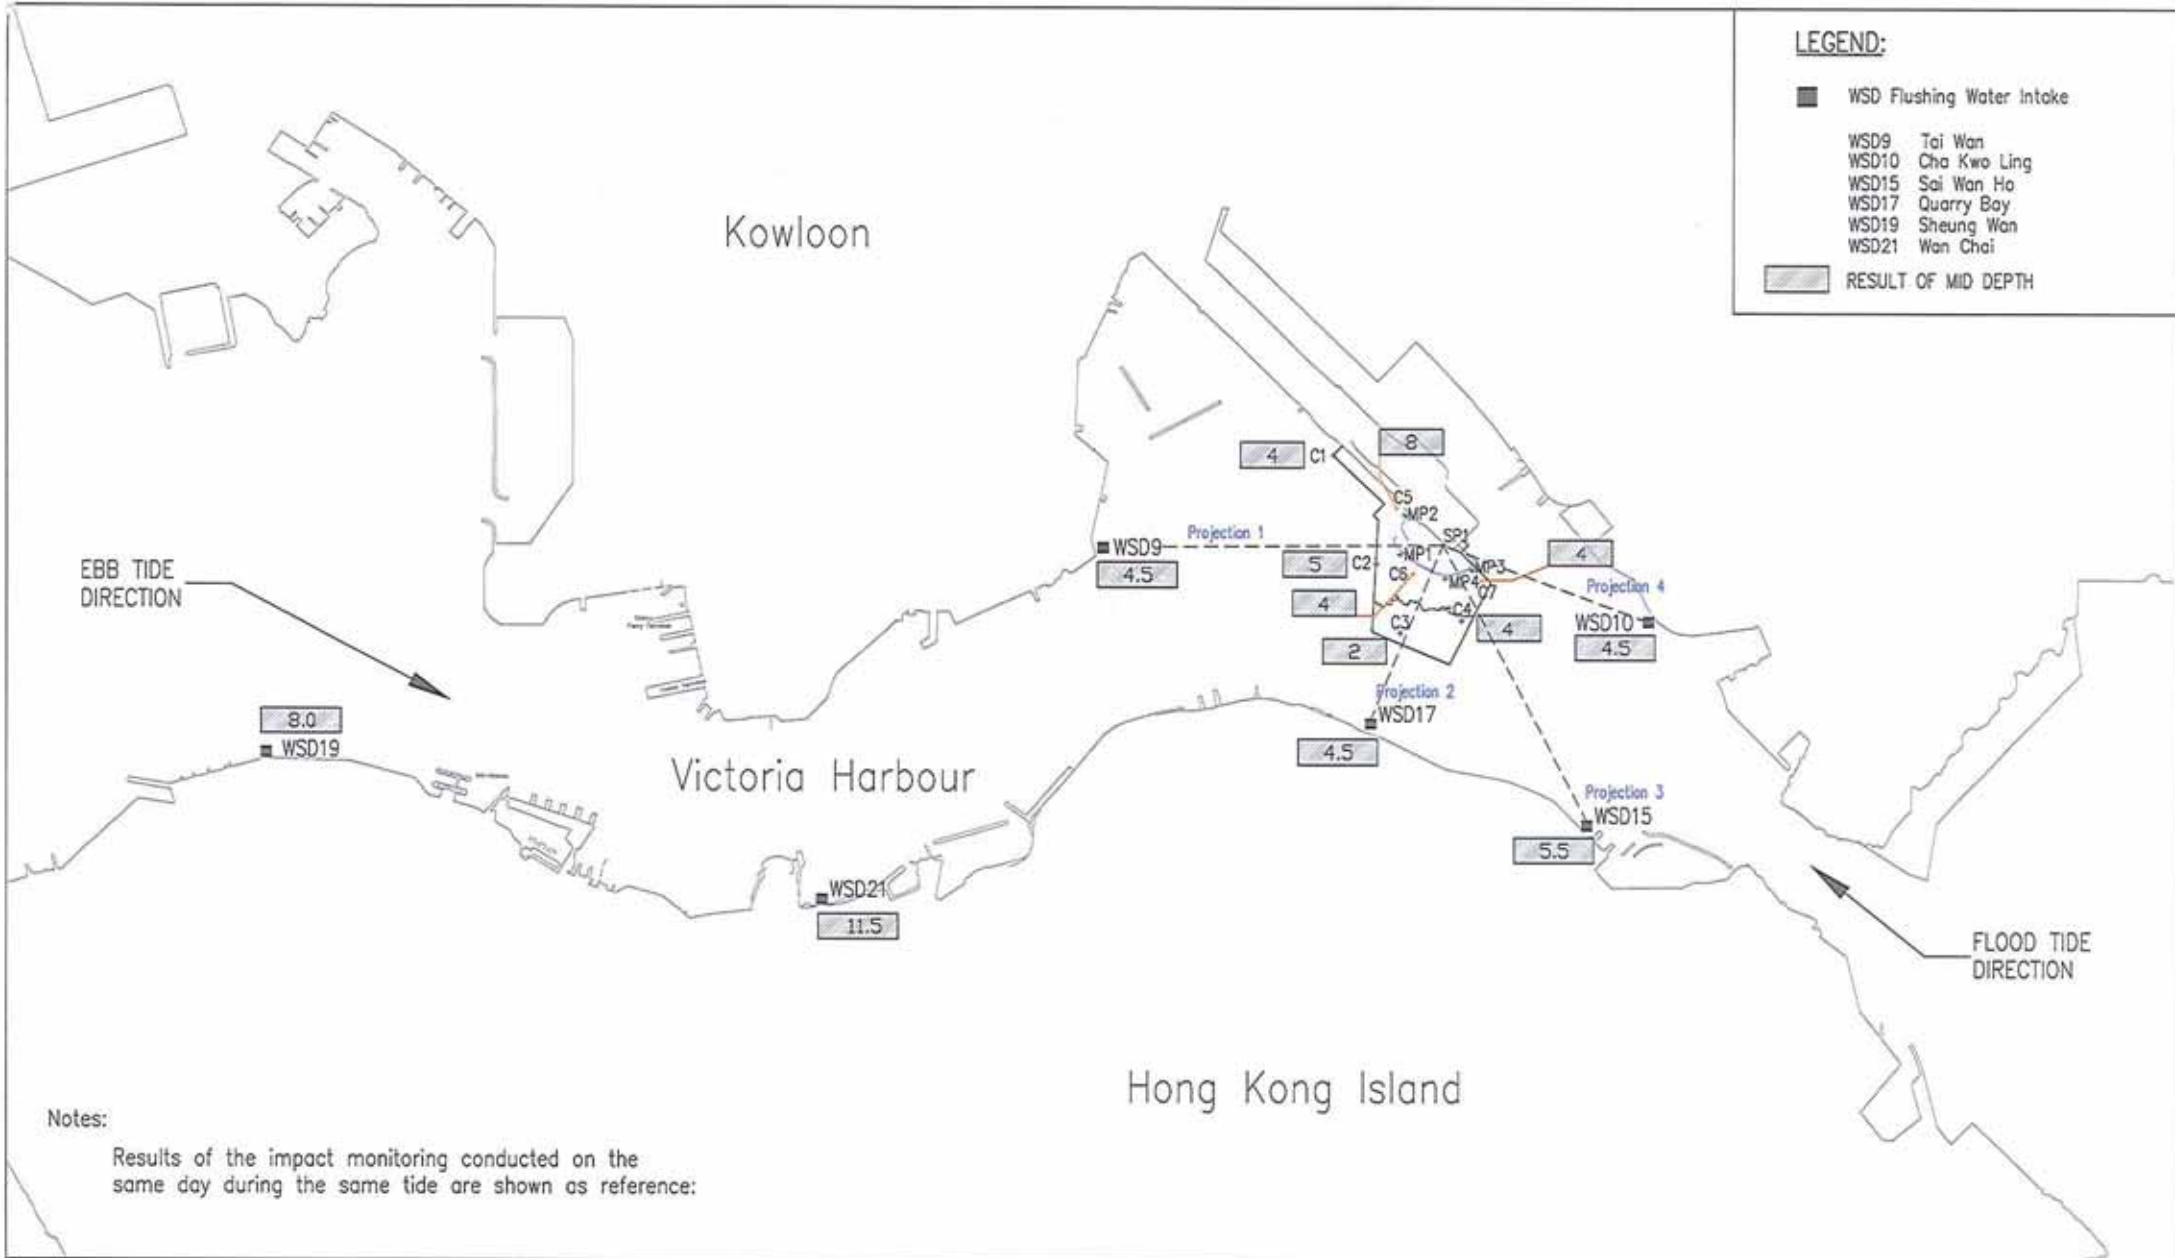 LEGEND:
WSD Flushing Water Intake
WSD9 Tai Wan
WSD10 Cha Kwo Ling
WSD15 Sai Wan Ho
WSD17 Quarry Bay
WSD19 Sheung Wan
WSD21 Wan Chai
RESULT OF MID DEPTH
Kowloon
8
4 C1
C5
MP2
SP1
Projection 1
WSD9
4.5
5 C2
MP1
4
MP3
C6
MP4
C7
Projection 4
4
C4
C3
4
WSD10
4.5
2
EBB TIDE
DIRECTION
Projection 2
WSD17
4.5
8.0
WSD19
Victoria Harbour
Projection 3
WSD15
5.5
WSD21
11.5
FLOOD TIDE
DIRECTION
Hong Kong Island
Notes:
Results of the impact monitoring conducted on the
same day during the same tide are shown as reference: